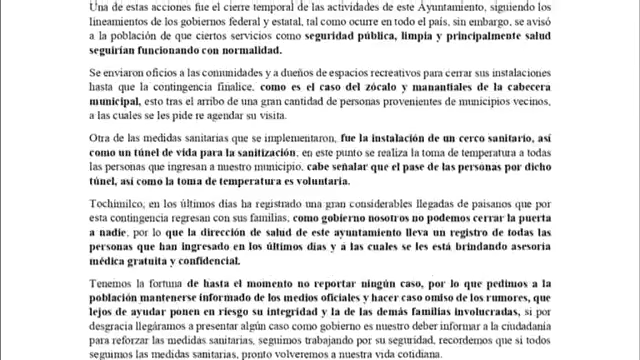 Una de estas acciones fue el cierre temporal de las actividades de este Ayuntamiento, siguiendo los
lineamientos de los gobiernos federal y estatal, tal como ocurre en todo el país, sin embargo, se avisó
a la población de que ciertos servicios como seguridad pública, limpia y principalmente salud
seguirían funcionando con normalidad.
Se enviaron oficios a las comunidades y a dueños de espacios recreativos para cerrar sus instalaciones
hasta que la contingencia finalice, como es el caso del zócalo y manantiales de la cabecera
municipal, esto tras el arribo de una gran cantidad de personas provenientes de municipios vecinos,
a las cuales se les pide re agendar su visita.
Otra de las medidas sanitarias que se implementaron, fue la instalación de un cerco sanitario, así
como un túnel de vida para la sanitización, en este punto se realiza la toma de temperatura a todas
las personas que ingresan a nuestro municipio, cabe señalar que el pase de las personas por dicho
túnel, así como la toma de temperatura es voluntaria.
Tochimilco, en los últimos días ha registrado una gran considerables llegadas de paisanos que por
esta contingencia regresan con sus familias, como gobierno nosotros no podemos cerrar la puerta
a nadie, por lo que la dirección de salud de este ayuntamiento lleva un registro de todas las
personas que han ingresado en los últimos días y a las cuales se les está brindando asesoría
médica gratuita y confidencial.
Tenemos la fortuna de hasta el momento no reportar ningún caso, por lo que pedimos a la
población mantenerse informado de los medios oficiales y hacer caso omiso de los rumores, que
lejos de ayudar ponen en riesgo su integridad y la de las demás familias involucradas, si por
desgracia llegáramos a presentar algún caso como gobierno es nuestro deber informar a la ciudadanía
para reforzar las medidas sanitarias, seguimos trabajando por su seguridad, recordemos que si todos
seguimos las medidas sanitarias, pronto volveremos a nuestra vida cotidiana.